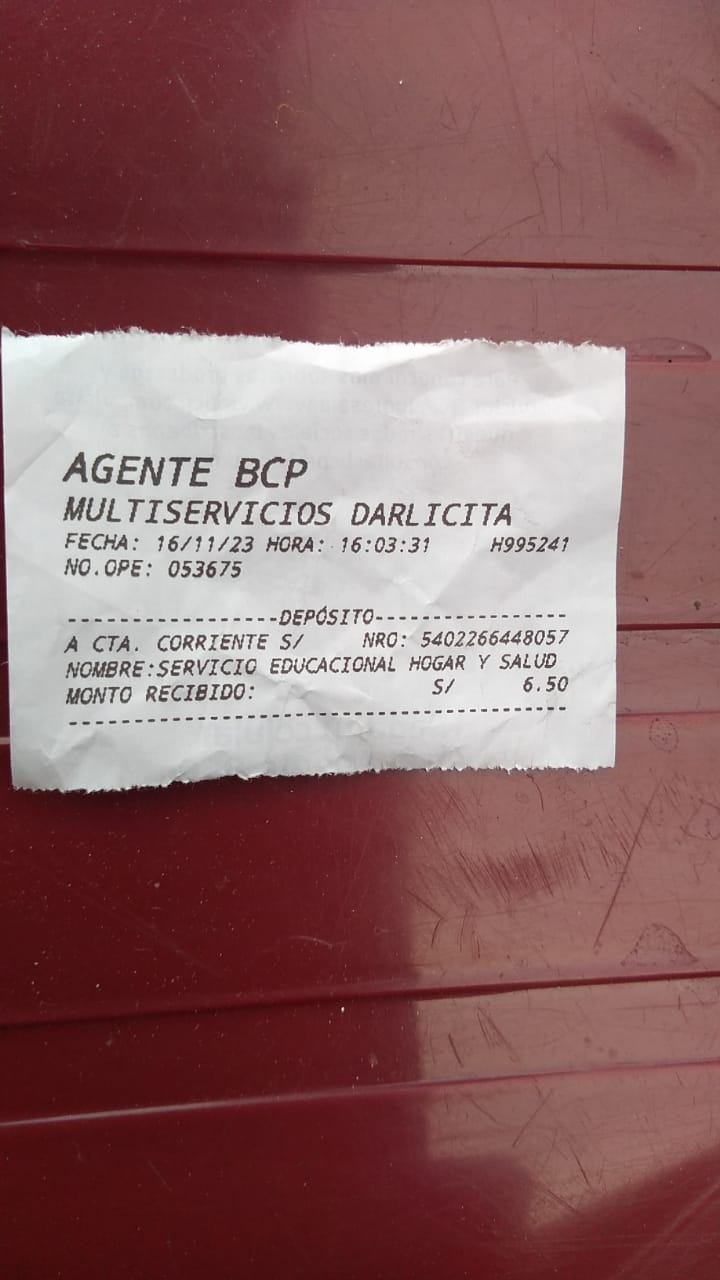 AGENTE BCP
MULTISERVICIOS DARLICITA
FECHA: 16/11/23 HORA: 16:03:31 H995241
NO.OPE: 053675
------------------DEPÓSITO----------------
A CTA. CORRIENTE S/ NRO: 5402266448057
NOMBRE:SERVICIO EDUCACIONAL HOGAR Y SALUD
MONTO RECIBIDO: S/ 6.50